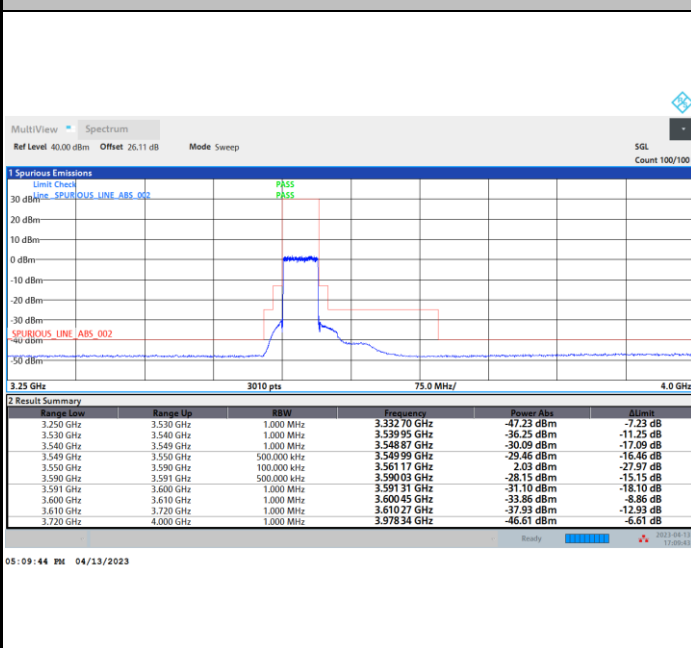 MultiView Spectrum
Ref Level 40.00 dBm Offset 26.11 dB Mode Sweep SGL
Count 100/100
1 Spurious Emissions
Limit Check PASS
Line _SPURIOUS_LINE_ABS_002 PASS
30 dBm
20 dBm
10 dBm
0 dBm
-10 dBm
-20 dBm
-30 dBm
_SPURIOUS_LINE_ABS_002
-40 dBm
-50 dBm
3.25 GHz 3010 pts 75.0 MHz/ 4.0 GHz
2 Result Summary
Range Low Range Up RBW Frequency Power Abs ΔLimit
3.250 GHz 3.530 GHz 1.000 MHz 3.332 70 GHz -47.23 dBm -7.23 dB
3.530 GHz 3.540 GHz 1.000 MHz 3.539 95 GHz -36.25 dBm -11.25 dB
3.540 GHz 3.549 GHz 1.000 MHz 3.548 87 GHz -30.09 dBm -17.09 dB
3.549 GHz 3.550 GHz 500.000 kHz 3.549 99 GHz -29.46 dBm -16.46 dB
3.550 GHz 3.590 GHz 100.000 kHz 3.561 17 GHz 2.03 dBm -27.97 dB
3.590 GHz 3.591 GHz 500.000 kHz 3.590 03 GHz -28.15 dBm -15.15 dB
3.591 GHz 3.600 GHz 1.000 MHz 3.591 31 GHz -31.10 dBm -18.10 dB
3.600 GHz 3.610 GHz 1.000 MHz 3.600 45 GHz -33.86 dBm -8.86 dB
3.610 GHz 3.720 GHz 1.000 MHz 3.610 27 GHz -37.93 dBm -12.93 dB
3.720 GHz 4.000 GHz 1.000 MHz 3.978 34 GHz -46.61 dBm -6.61 dB
Ready 2023-04-13
17:09:43
05:09:44 PM 04/13/2023